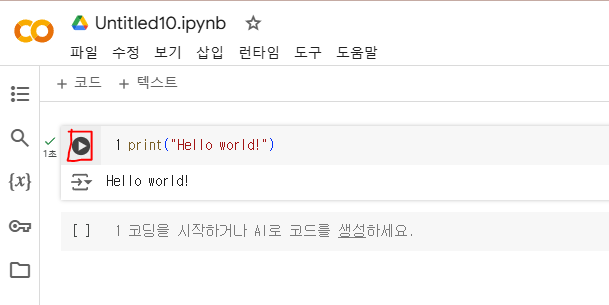 Untitled10.ipynb
파일 수정 보기 삽입 런타임 도구 도움말
+ 코드 + 텍스트
1 print("Hello world!")
1초
Hello world!
{x}
[ ] 1 코딩을 시작하거나 AI로 코드를 생성하세요.